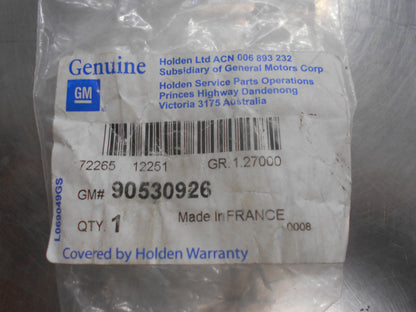 Genuine
GM
Holden Ltd ACN 006 893 232
Subsidiary of General Motors Corp
Holden Service Parts Operations
Princes Highway Dandenong
Victoria 3175 Australia
72265 12251 GR.1.27000
GM# 90530926
QTY. 1 Made In FRANCE
0008
Covered by Holden Warranty
L069049GS